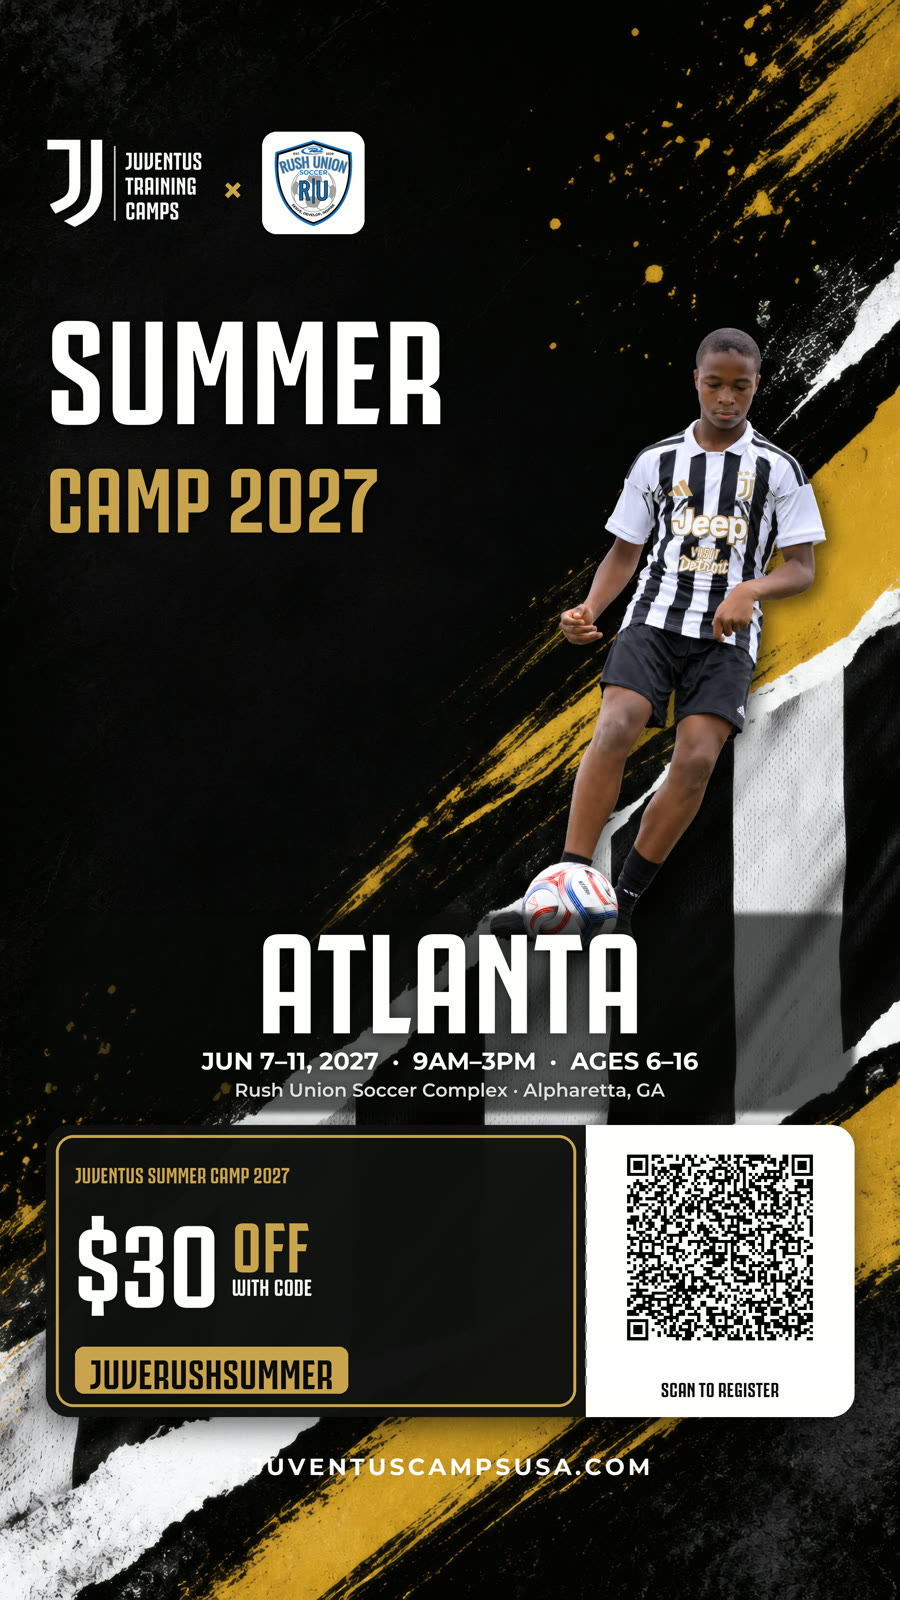 JUVENTUS
TRAINING
CAMPS
×
RUSH UNION
SOCCER
RU
SUMMER
CAMP 2027
Jeep
VISIT
Detroit
ATLANTA
JUN 7–11, 2027 · 9AM–3PM · AGES 6–16
Rush Union Soccer Complex · Alpharetta, GA
JUVENTUS SUMMER CAMP 2027
$30 OFF
WITH CODE
JUVERUSHSUMMER
SCAN TO REGISTER
JUVENTUSCAMPSUSA.COM